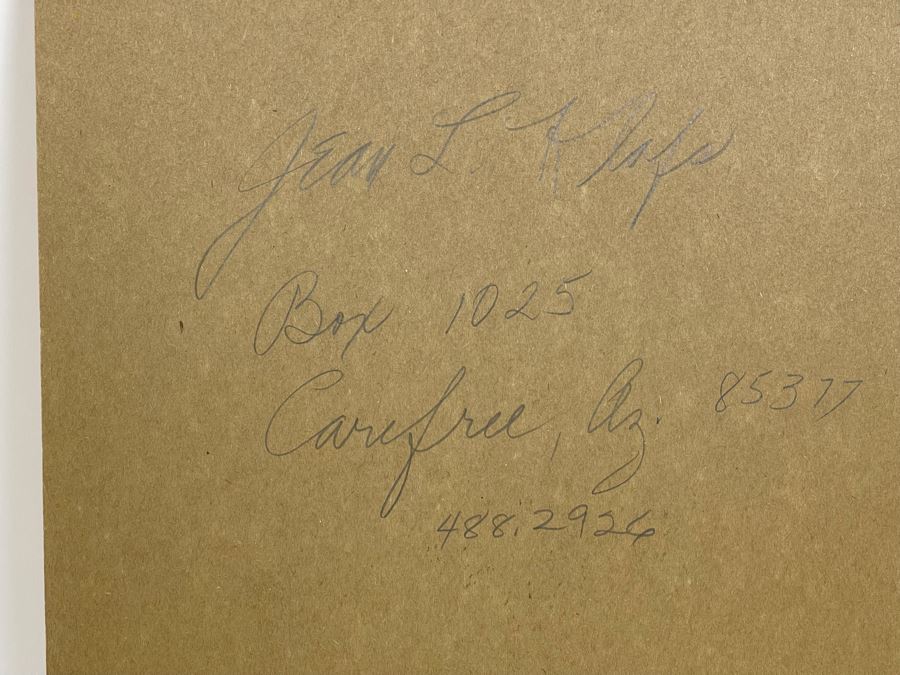 Jean L.
Box 1025
Carefree, Az. 85377
488.2926